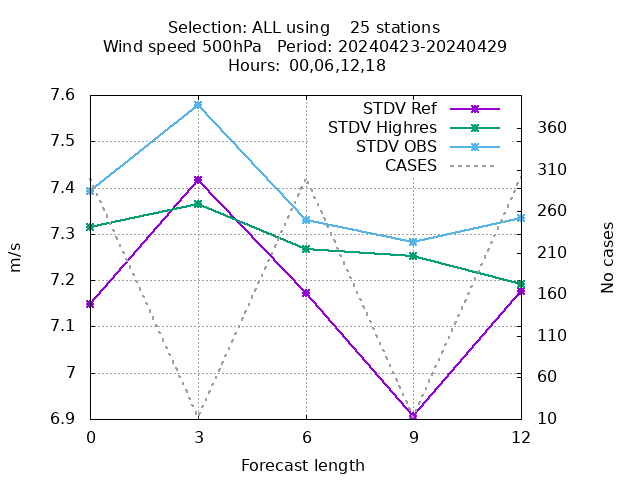 Selection: ALL using    25 stations
Wind speed 500hPa   Period: 20240423-20240429
Hours: 00,06,12,18
STDV Ref
STDV Highres
STDV OBS
CASES
7.6
7.5
7.4
7.3
7.2
7.1
7
6.9
360
310
260
210
160
110
60
10
m/s
No cases
0 3 6 9 12
Forecast length